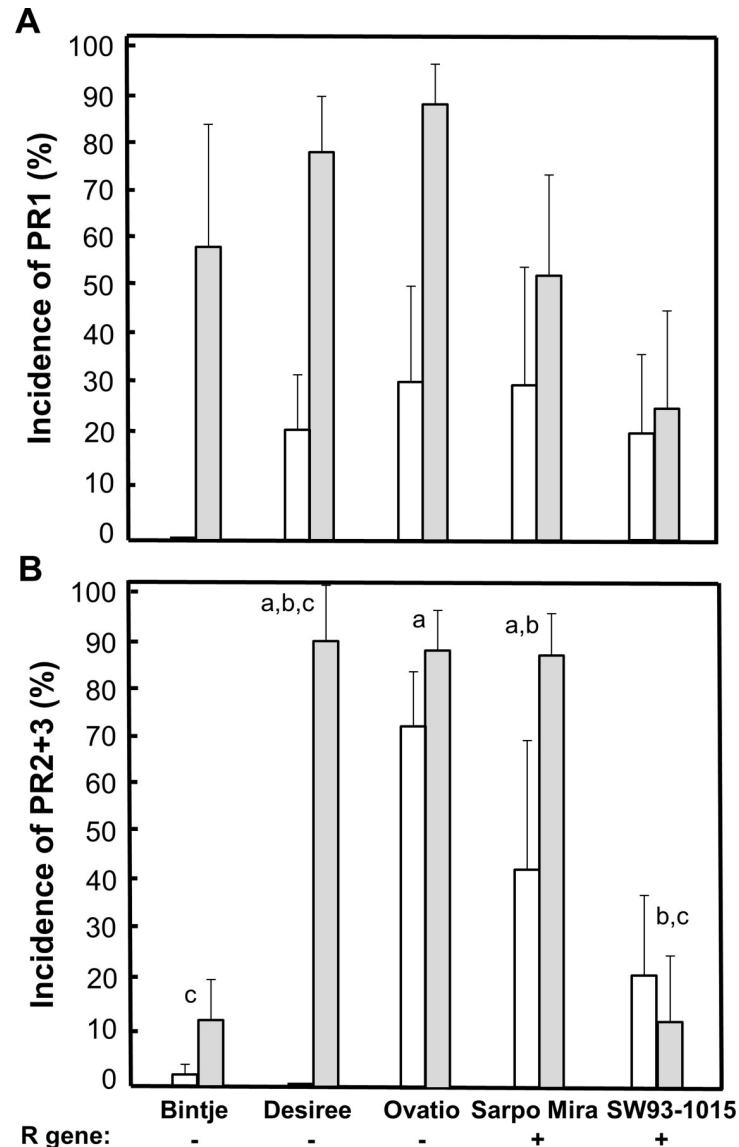 A
Incidence of PR1 (%)
100
90
80
70
60
50
40
30
20
10
0
B
Incidence of PR2+3 (%)
100
90
80
70
60
50
40
30
20
10
0
c
a,b,c
a
a,b
b,c
Bintje Desiree Ovatio Sarpo Mira SW93-1015
R gene: - - - + +